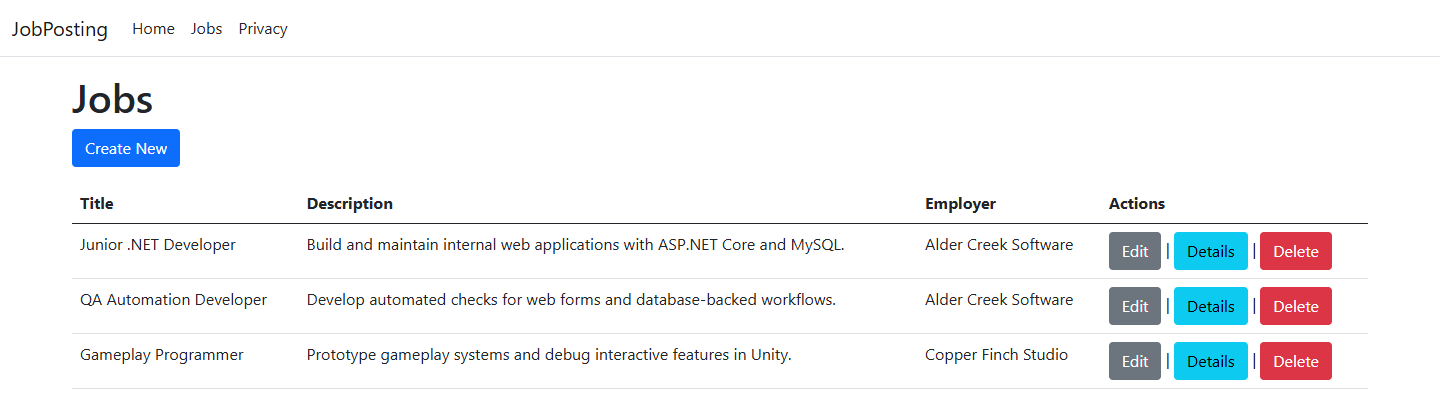 JobPosting Home Jobs Privacy
Jobs
Create New
Title Description Employer Actions
Junior .NET Developer Build and maintain internal web applications with ASP.NET Core and MySQL. Alder Creek Software Edit | Details | Delete
QA Automation Developer Develop automated checks for web forms and database-backed workflows. Alder Creek Software Edit | Details | Delete
Gameplay Programmer Prototype gameplay systems and debug interactive features in Unity. Copper Finch Studio Edit | Details | Delete